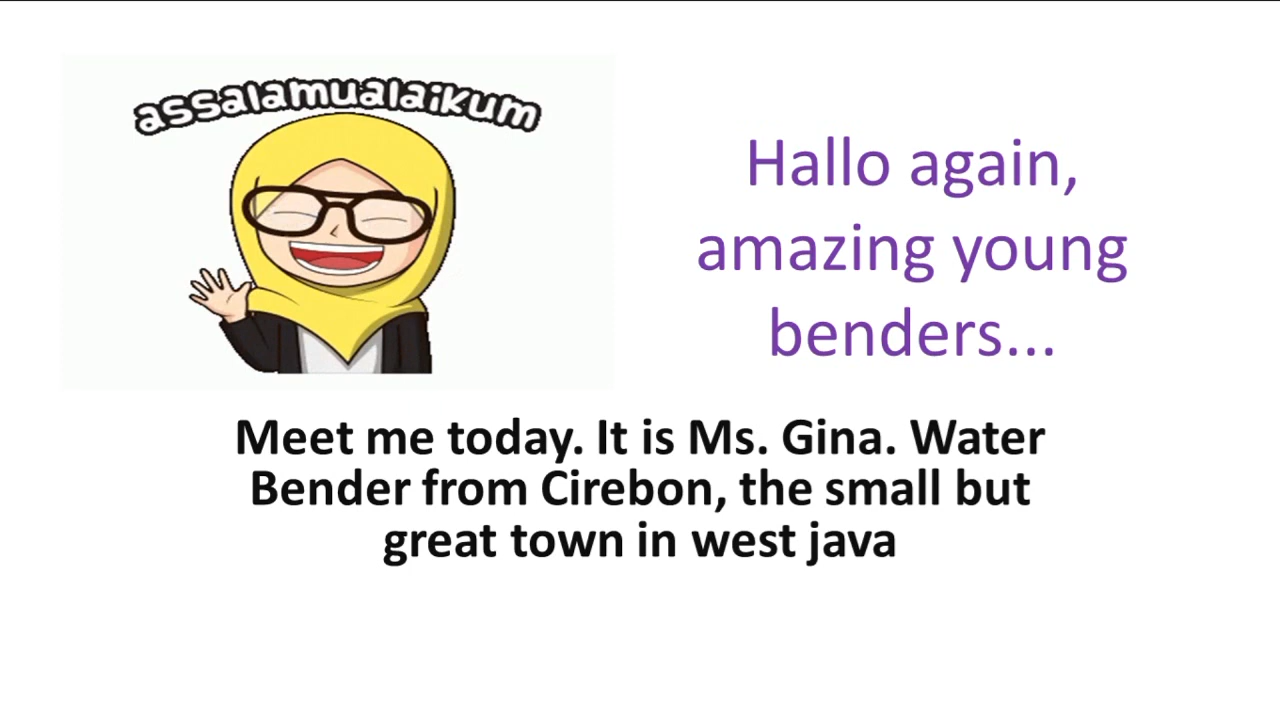 assalamualaikum
Hallo again,
amazing young
benders...
Meet me today. It is Ms. Gina. Water
Bender from Cirebon, the small but
great town in west java